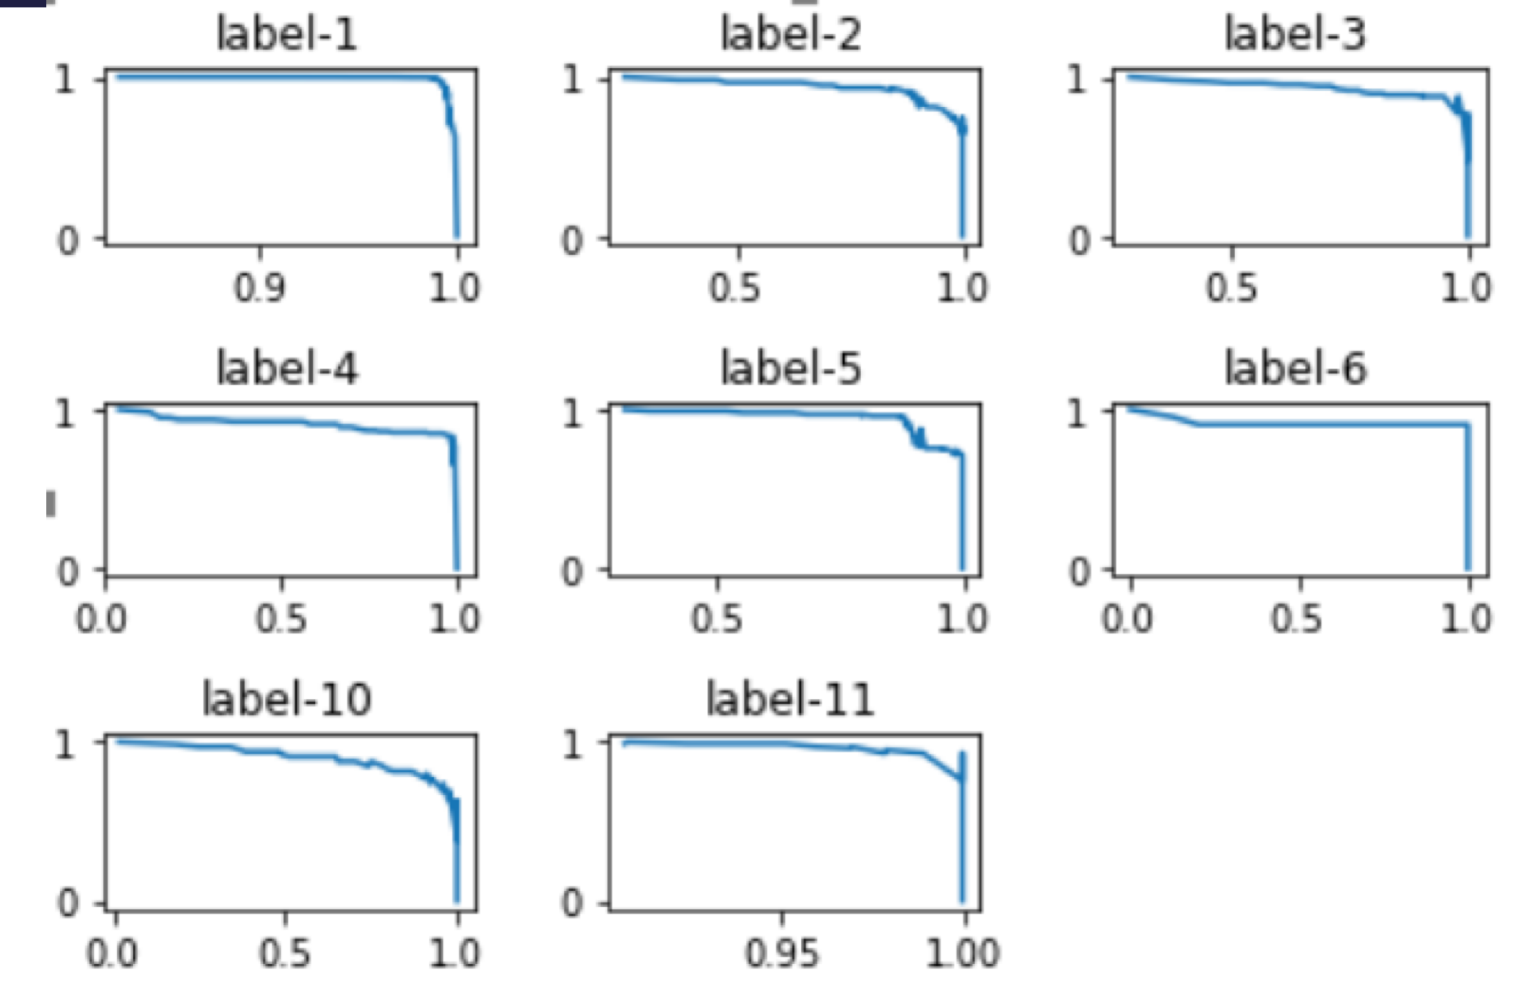 label-1 label-2 label-3
1 1 1
0 0 0
0.9 1.0 0.5 1.0 0.5 1.0
label-4 label-5 label-6
1 1 1
0 0 0
0.0 0.5 1.0 0.5 1.0 0.0 0.5 1.0
label-10 label-11
1 1
0 0
0.0 0.5 1.0 0.95 1.00